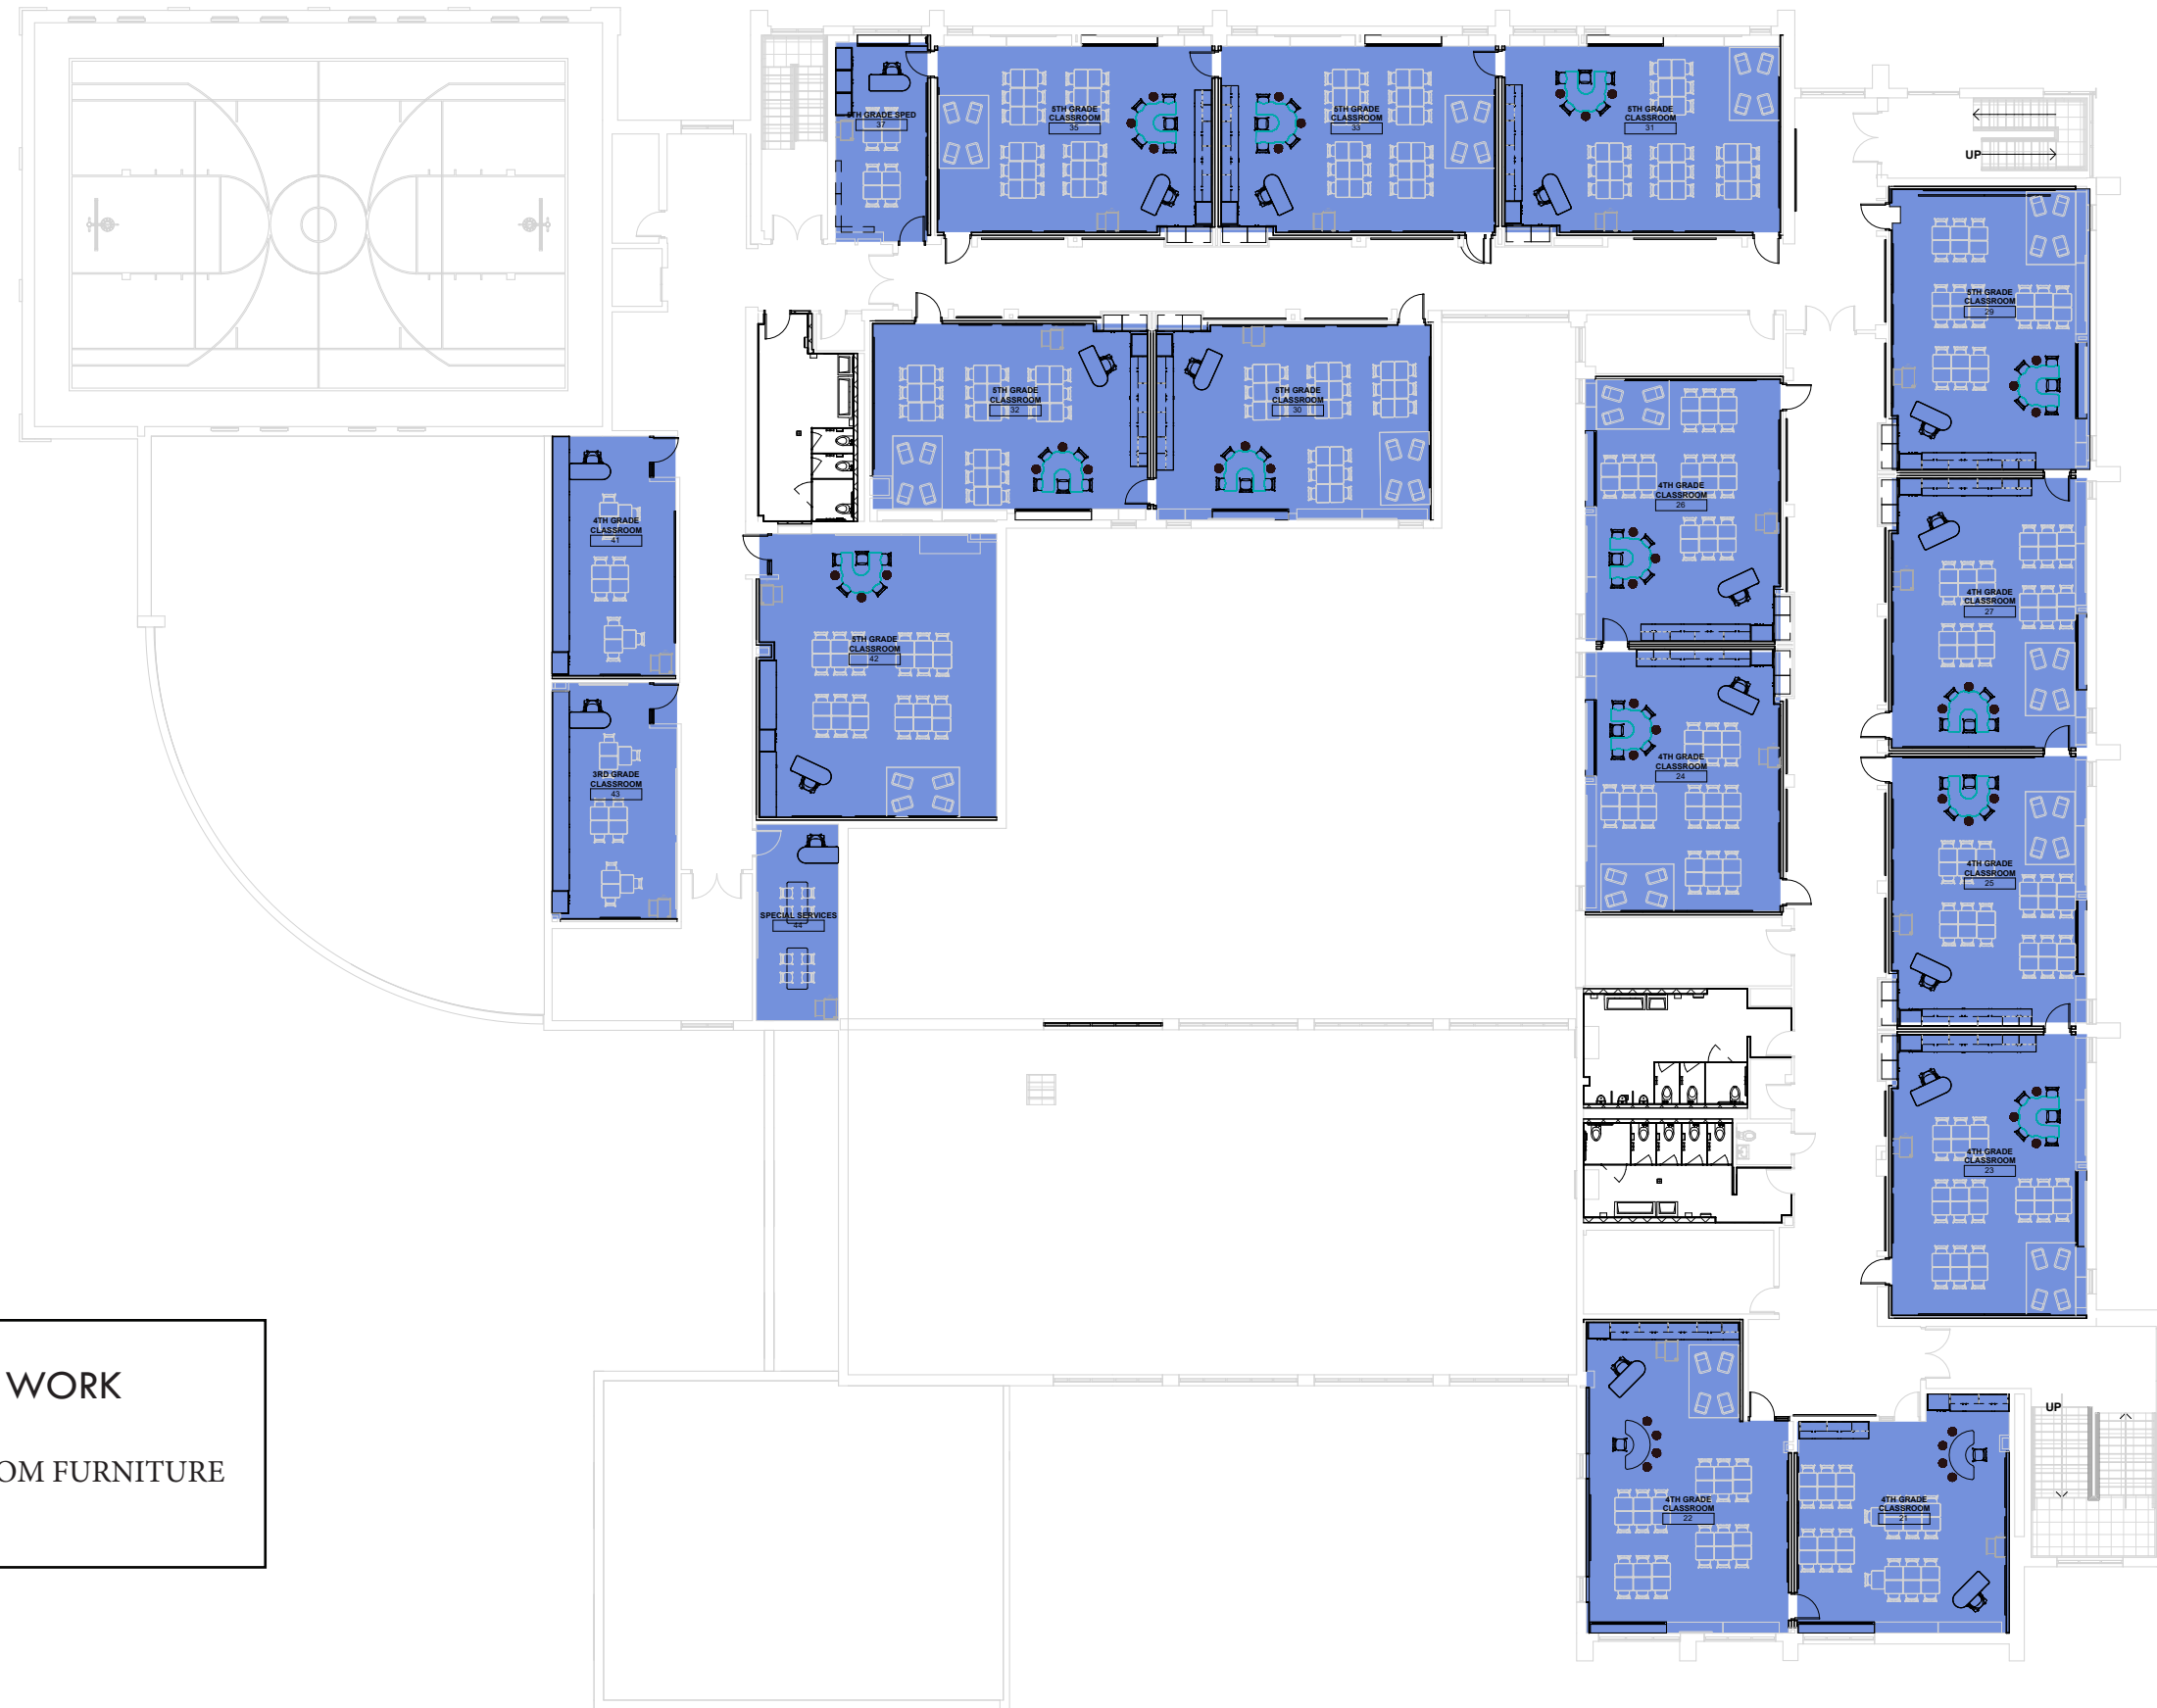 5TH GRADE SPED
37
5TH GRADE
CLASSROOM
35
5TH GRADE
CLASSROOM
33
5TH GRADE
CLASSROOM
31
UP
5TH GRADE
CLASSROOM
29
5TH GRADE
CLASSROOM
32
5TH GRADE
CLASSROOM
30
4TH GRADE
CLASSROOM
26
4TH GRADE
CLASSROOM
41
4TH GRADE
CLASSROOM
27
5TH GRADE
CLASSROOM
42
4TH GRADE
CLASSROOM
24
3RD GRADE
CLASSROOM
43
4TH GRADE
CLASSROOM
25
SPECIAL SERVICES
44
4TH GRADE
CLASSROOM
23
WORK
OM FURNITURE
UP
4TH GRADE
CLASSROOM
22
4TH GRADE
CLASSROOM
21